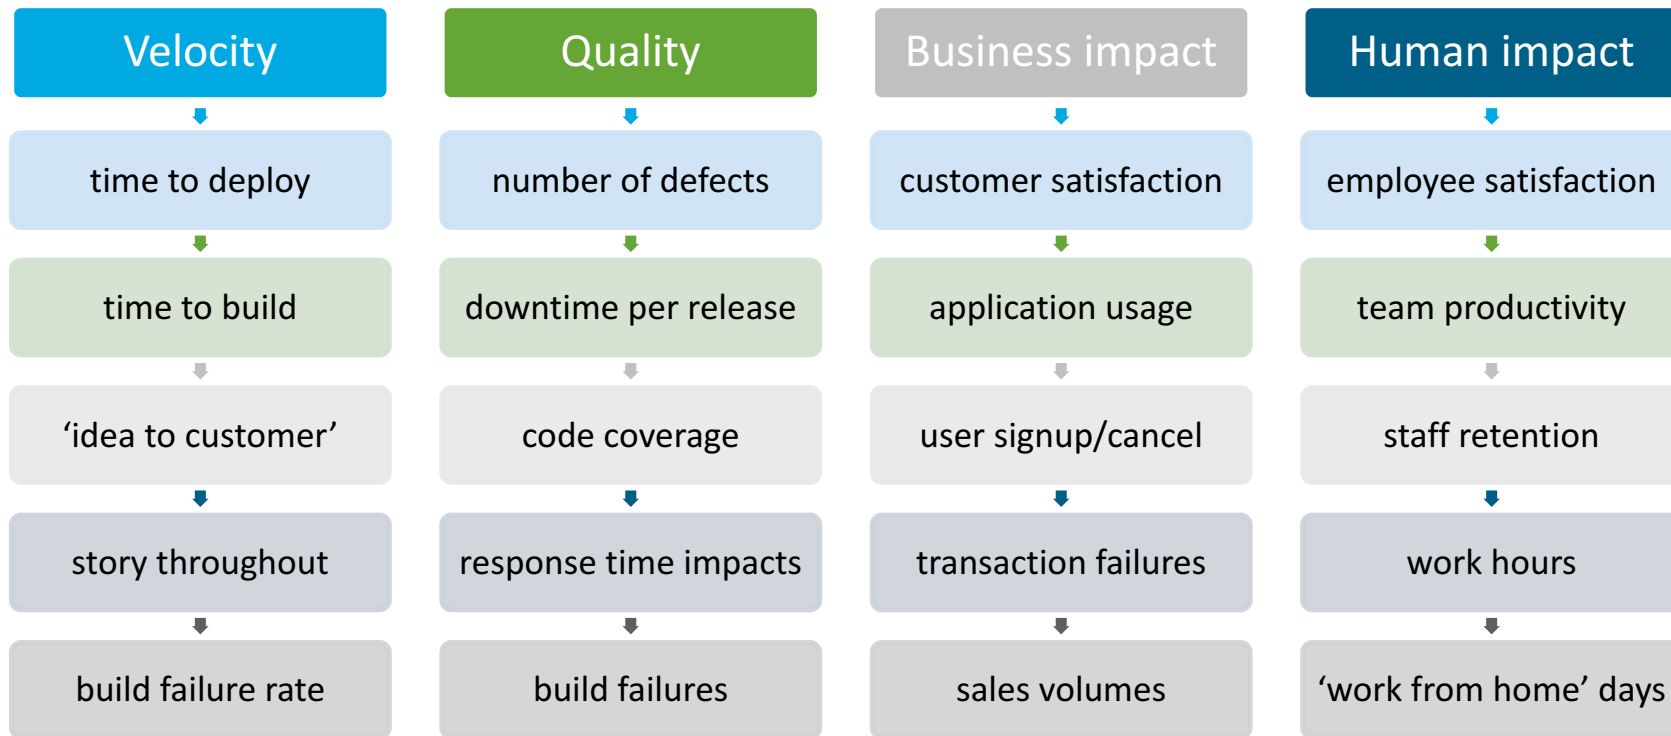 Velocity
time to deploy
time to build
‘idea to customer’
story throughout
build failure rate
Quality
number of defects
downtime per release
code coverage
response time impacts
build failures
Business impact
customer satisfaction
application usage
user signup/cancel
transaction failures
sales volumes
Human impact
employee satisfaction
team productivity
staff retention
work hours
‘work from home’ days